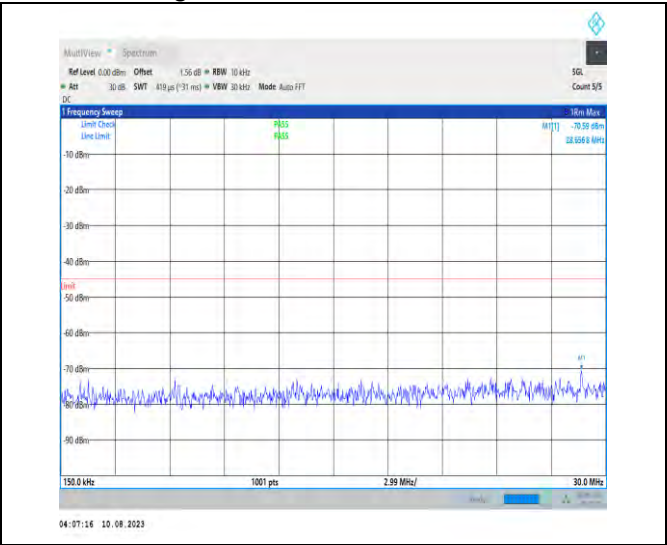 MultiView Spectrum
Ref Level 0.00 dBm Offset 1.56 dB RBW 10 kHz SGL
Att 30 dB SWT 419 µs (~31 ms) VBW 30 kHz Mode Auto FFT Count 5/5
DC
1 Frequency Sweep 1Rm Max
Limit Check PASS M1[1] -70.59 dBm
Line Limit PASS MHz
-10 dBm
-20 dBm
-30 dBm
-40 dBm
Limit
-50 dBm
-60 dBm
M1
-70 dBm
-80 dBm
-90 dBm
150.0 kHz 1001 pts 2.99 MHz/ 30.0 MHz
Ready
04:07:16 10.08.2023